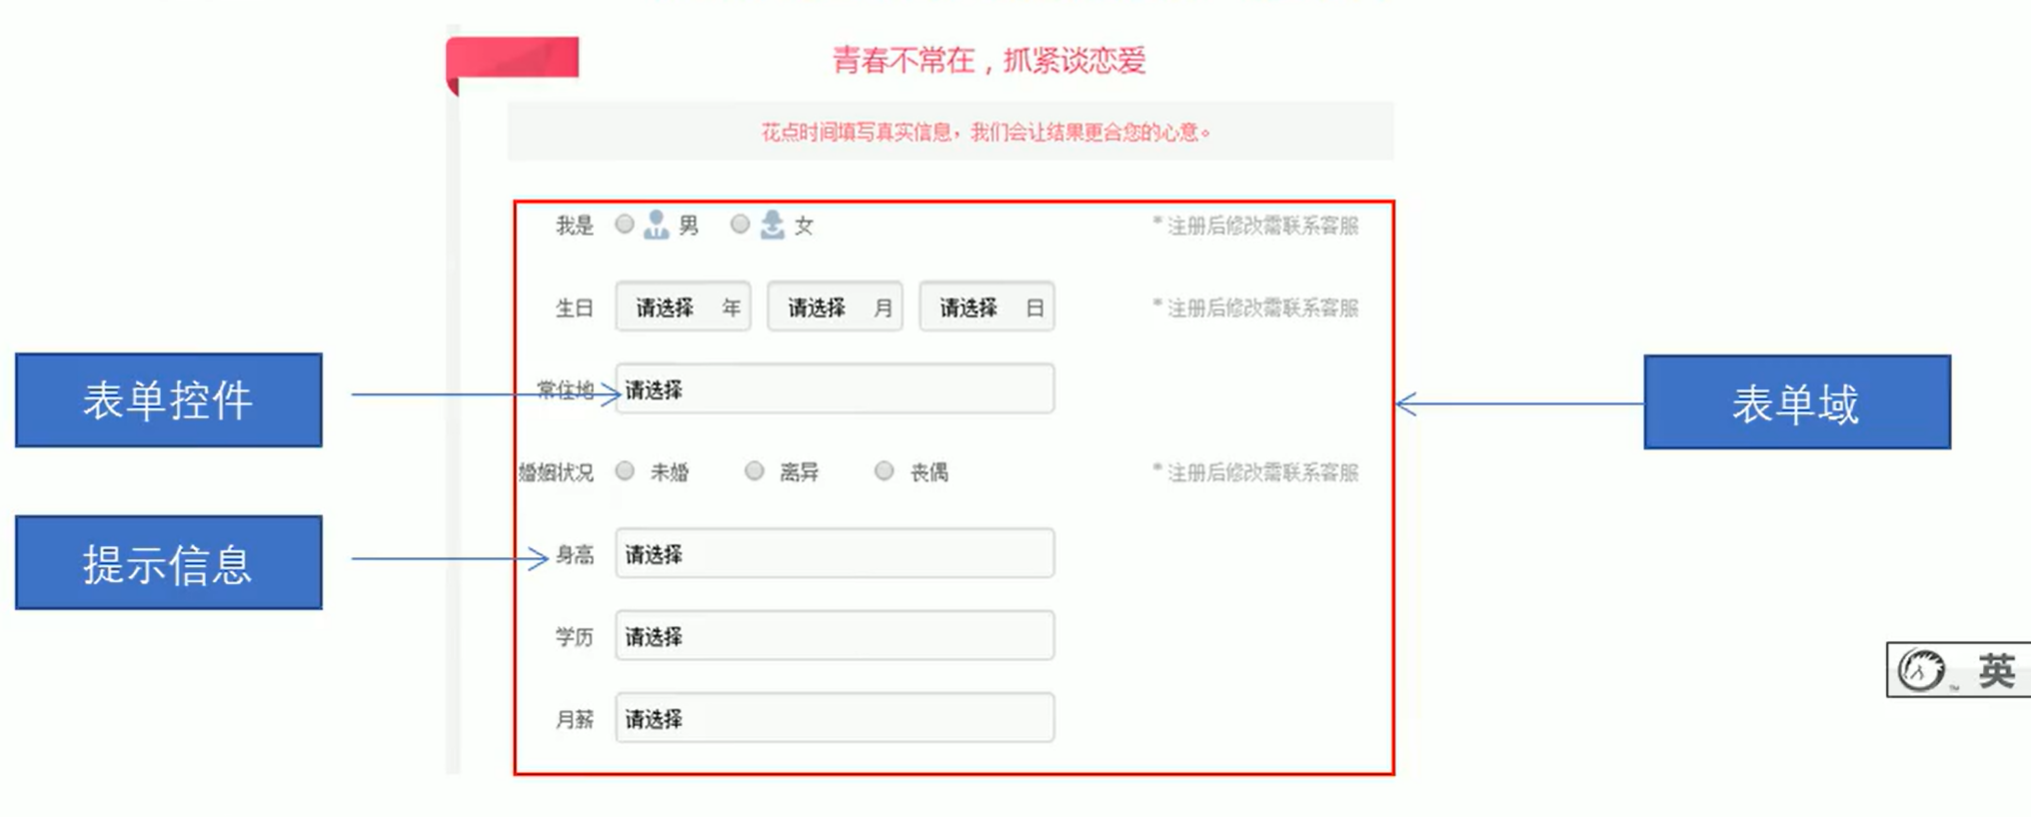 青春不常在，抓紧谈恋爱
花点时间填写真实信息，我们会让结果更合您的心意。
我是 男 女 *注册后修改需联系客服
生日 请选择 年 请选择 月 请选择 日 *注册后修改需联系客服
表单控件
常住地 请选择
表单域
婚姻状况 未婚 离异 丧偶 *注册后修改需联系客服
提示信息
身高 请选择
学历 请选择
英
月薪 请选择